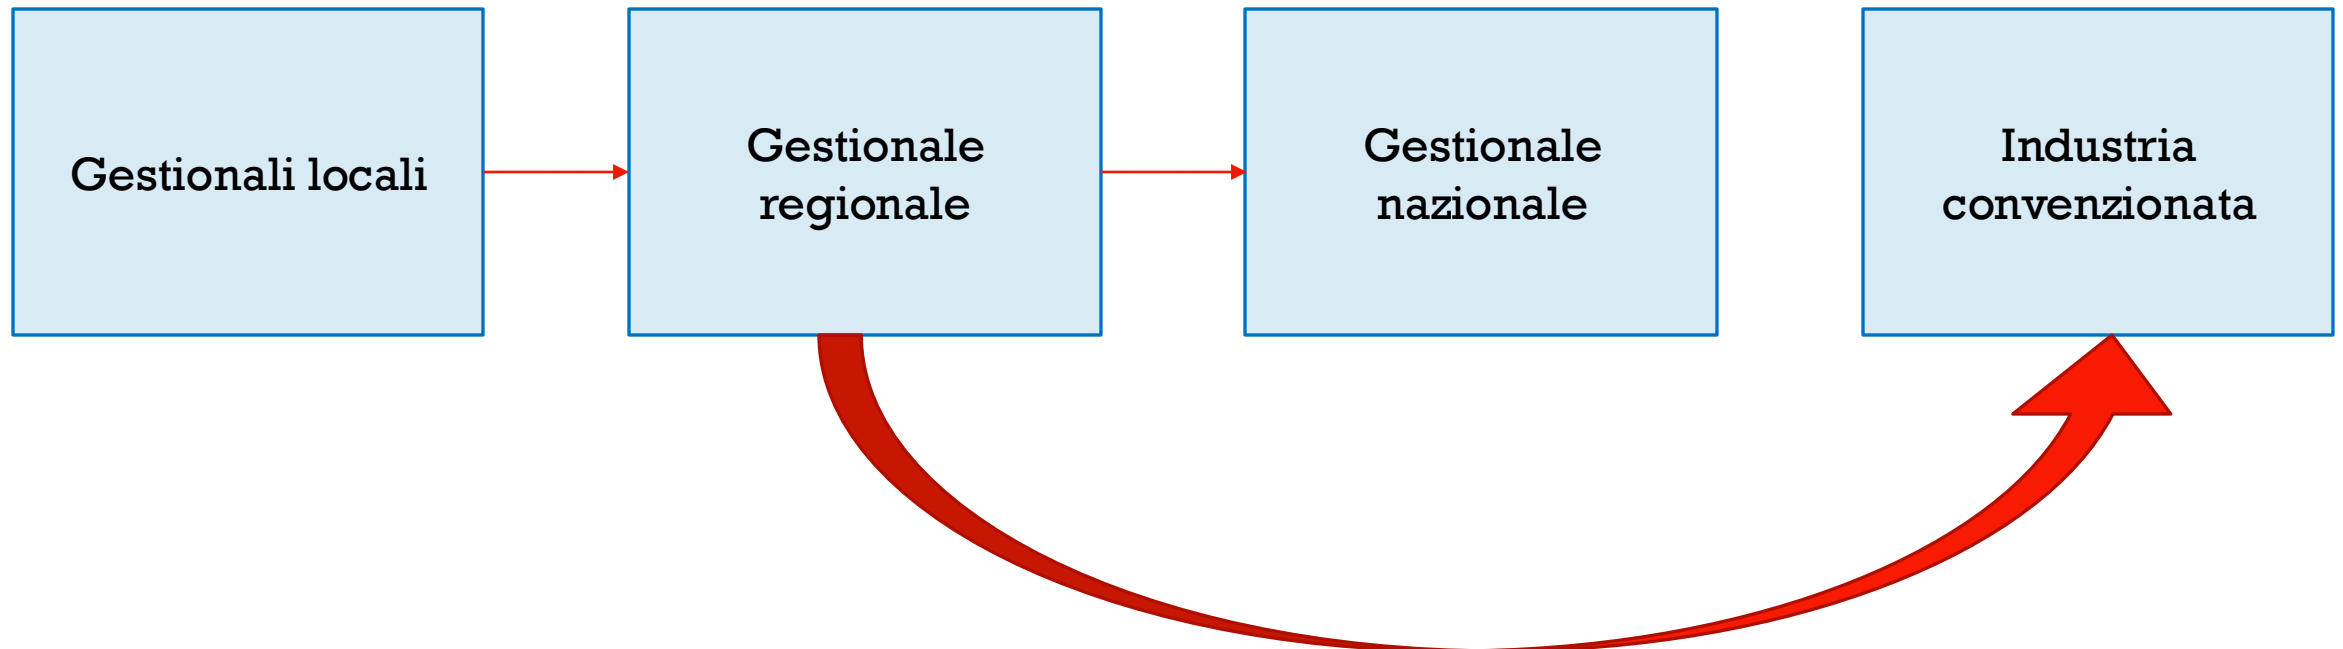 Gestionali locali
Gestionale
regionale
Gestionale
nazionale
Industria
convenzionata